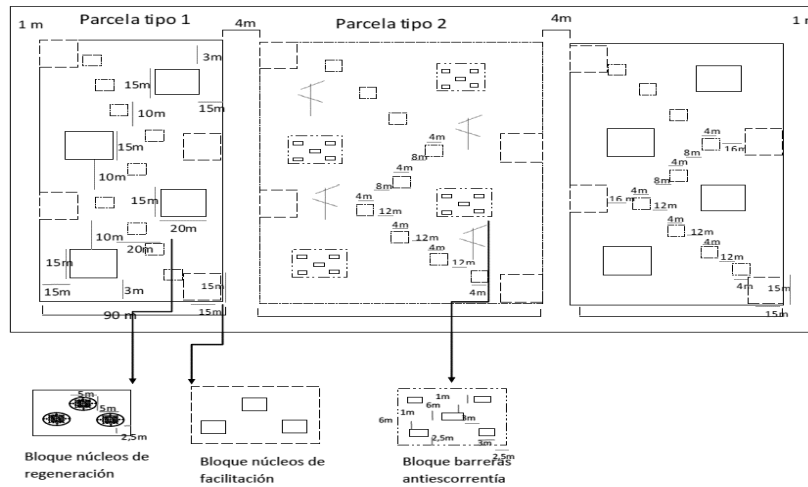 Parcela tipo 1
4m
Parcela tipo 2
4m
1 m
1 m
3m
15m
15m
10m
15m
10m
15m
20m
10m
20m
15m
15m
3m
15m
15m
90 m
4m
8m
4m
8m
4m
12m
4m
12m
4m
12m
4m
4m
16m
8m
4m
16 m
4m
12m
4m
12m
4m
12m
4m
15m
15m
5m
5m
2,5m
Bloque núcleos de
regeneración
Bloque núcleos de
facilitación
1m
6m
1m
6m
3m
2,5m
3m
2,5m
Bloque barreras
antiescorrentía